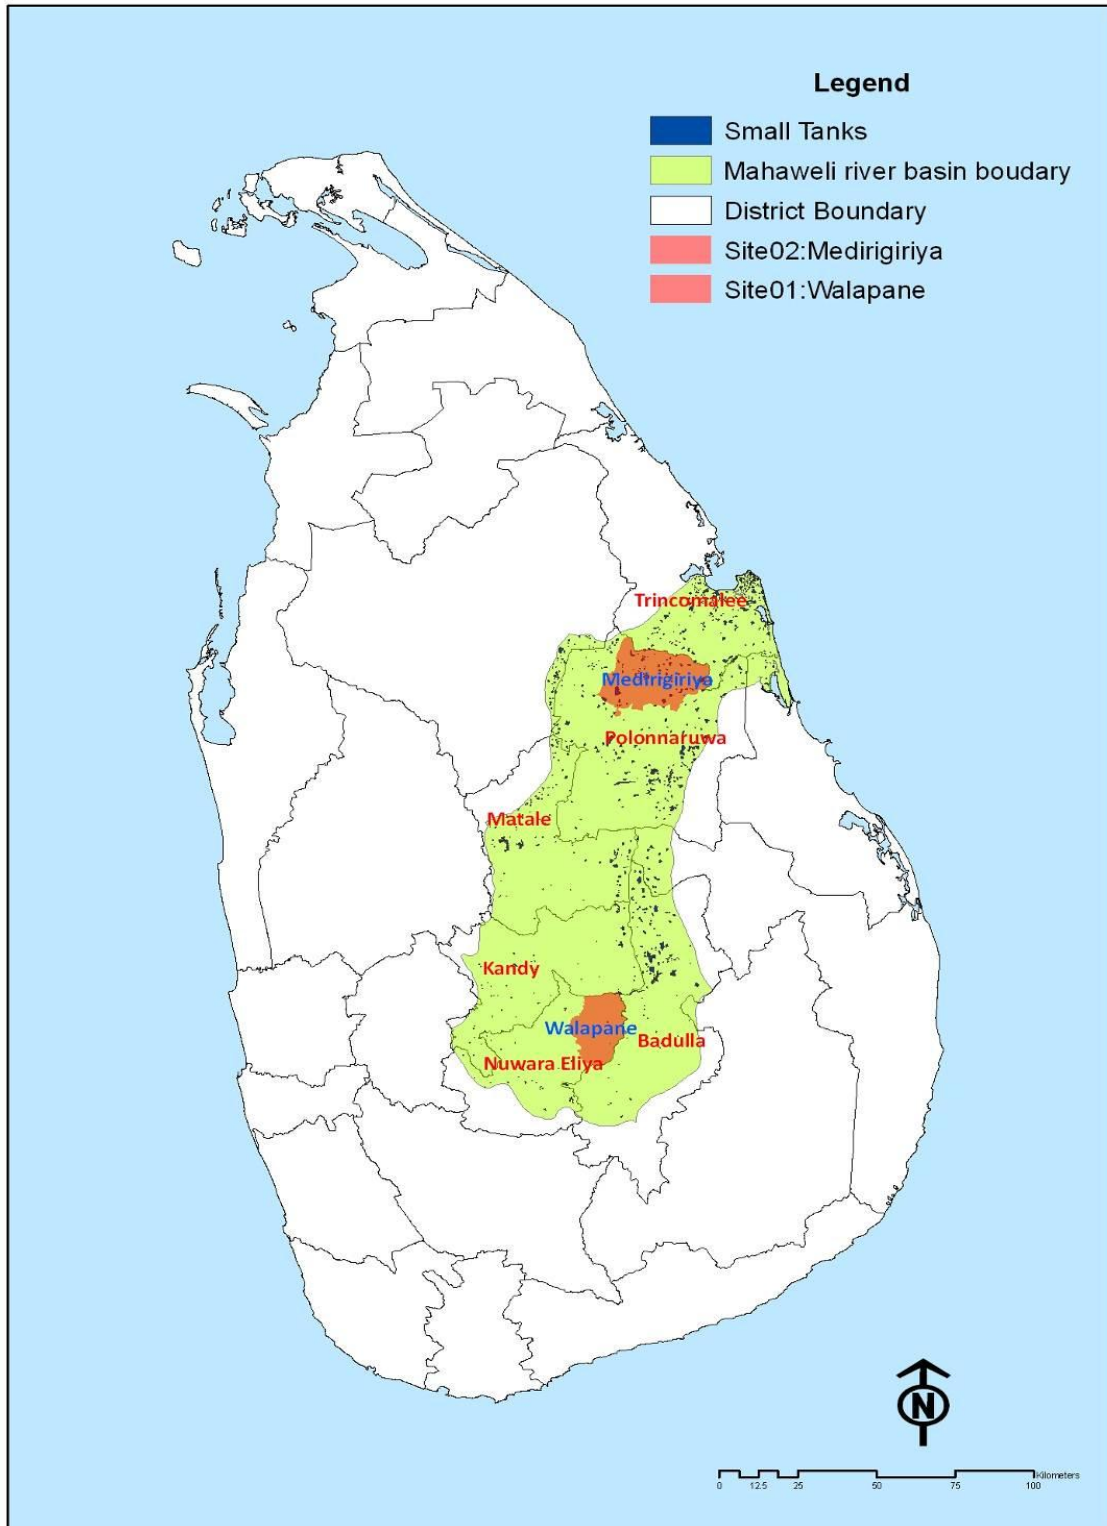 Legend
Small Tanks
Mahaweli river basin boudary
District Boundary
Site02:Medirigiriya
Site01:Walapane
Trincomalee
Medirigiriya
Polonnaruwa
Matale
Kandy
Walapane
Badulla
Nuwara Eliya
N
Kilometers
0 12.5 25 50 75 100